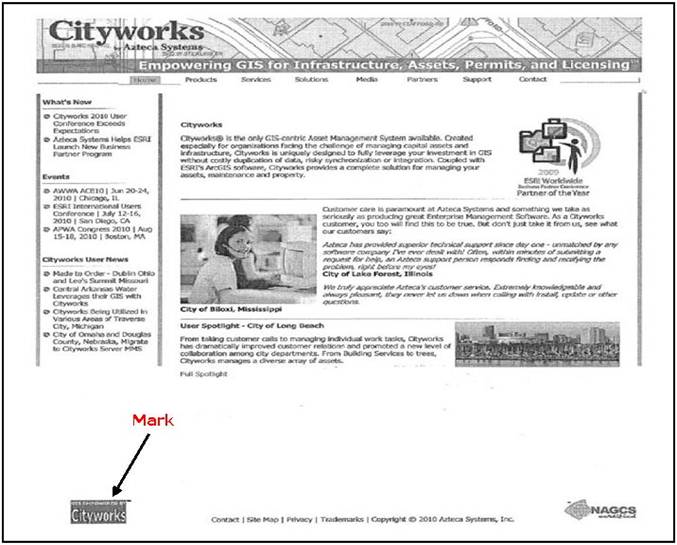 Cityworks
by Azteca Systems
Empowering GIS for Infrastructure, Assets, Permits, and Licensing
Home Products Services Solutions Media Partners Support Contact
What's New
Cityworks 2010 User
Conference Exceeds
Expectations
Azteca Systems Helps ESRI
Launch New Business
Partner Program
Events
AWWA ACE10 | Jun 20-24,
2010 | Chicago, IL
ESRI International Users
Conference | July 12-16,
2010 | San Diego, CA
APWA Congress 2010 | Aug
15-18, 2010 | Boston, MA
Cityworks User News
Made to Order - Dublin Ohio
and Lee's Summit Missouri
Central Arkansas Water
Leverages their GIS with
Cityworks
Cityworks Being Utilized in
Various Areas of Traverse
City, Michigan
City of Omaha and Douglas
County, Nebraska, Migrate
to Cityworks Server MMS
Cityworks
Cityworks® is the only GIS-centric Asset Management System available. Created
especially for organizations facing the challenge of managing capital assets and
infrastructure, Cityworks is uniquely designed to fully leverage your investment in GIS
without costly duplication of data, risky synchronization or integration. Coupled with
ESRI's ArcGIS software, Cityworks provides a complete solution for managing your
assets, maintenance and property.
2009
ESRI Worldwide
Business Partner Conference
Partner of the Year
Customer care is paramount at Azteca Systems and something we take as
seriously as producing great Enterprise Management Software. As a Cityworks
customer, you too will find this to be true. But don't just take it from us, see what
our customers say:
Azteca has provided superior technical support since day one - unmatched by any
software company I've ever dealt with! Often, within minutes of submitting a
request for help, an Azteca support person responds finding and rectifying the
problem, right before my eyes!
City of Lake Forest, Illinois
We truly appreciate Azteca's customer service. Extremely knowledgeable and
always pleasant, they never let us down when calling with install, update or other
questions.
City of Biloxi, Mississippi
User Spotlight - City of Long Beach
From taking customer calls to managing individual work tasks, Cityworks
has dramatically improved customer relations and promoted a new level of
collaboration among city departments. From Building Services to trees,
Cityworks manages a diverse array of assets.
Full Spotlight
Mark
GIS EMPOWERED BY
Cityworks
Contact | Site Map | Privacy | Trademarks | Copyright © 2010 Azteca Systems, Inc.
NAGCS